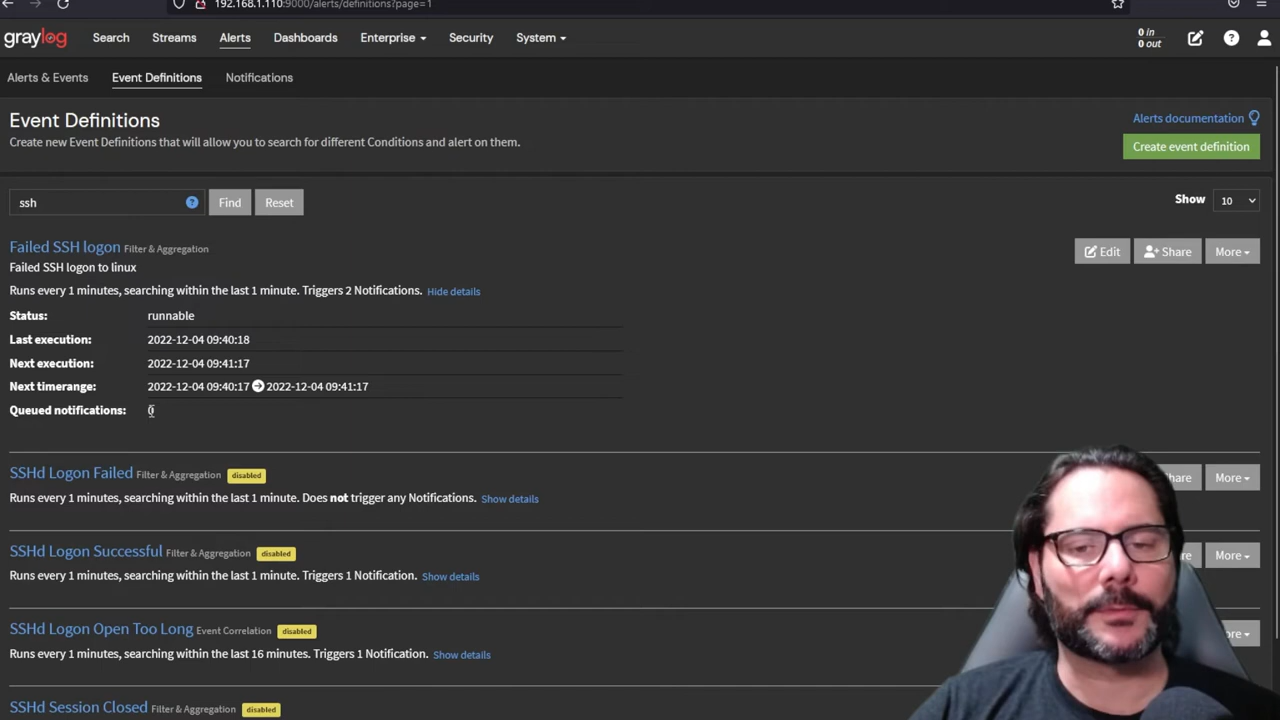 192.168.1.110:9000/alerts/definitions?page=1
graylog Search Streams Alerts Dashboards Enterprise Security System 0 in
0 out
Alerts & Events Event Definitions Notifications
Event Definitions
Alerts documentation
Create new Event Definitions that will allow you to search for different Conditions and alert on them.
Create event definition
ssh Find Reset Show 10
Failed SSH logon Filter & Aggregation Edit Share More
Failed SSH logon to linux
Runs every 1 minutes, searching within the last 1 minute. Triggers 2 Notifications. Hide details
Status: runnable
Last execution: 2022-12-04 09:40:18
Next execution: 2022-12-04 09:41:17
Next timerange: 2022-12-04 09:40:17 2022-12-04 09:41:17
Queued notifications: 0
SSHd Logon Failed Filter & Aggregation disabled More
Runs every 1 minutes, searching within the last 1 minute. Does not trigger any Notifications. Show details
SSHd Logon Successful Filter & Aggregation disabled More
Runs every 1 minutes, searching within the last 1 minute. Triggers 1 Notification. Show details
SSHd Logon Open Too Long Event Correlation disabled
Runs every 1 minutes, searching within the last 16 minutes. Triggers 1 Notification. Show details
SSHd Session Closed Filter & Aggregation disabled